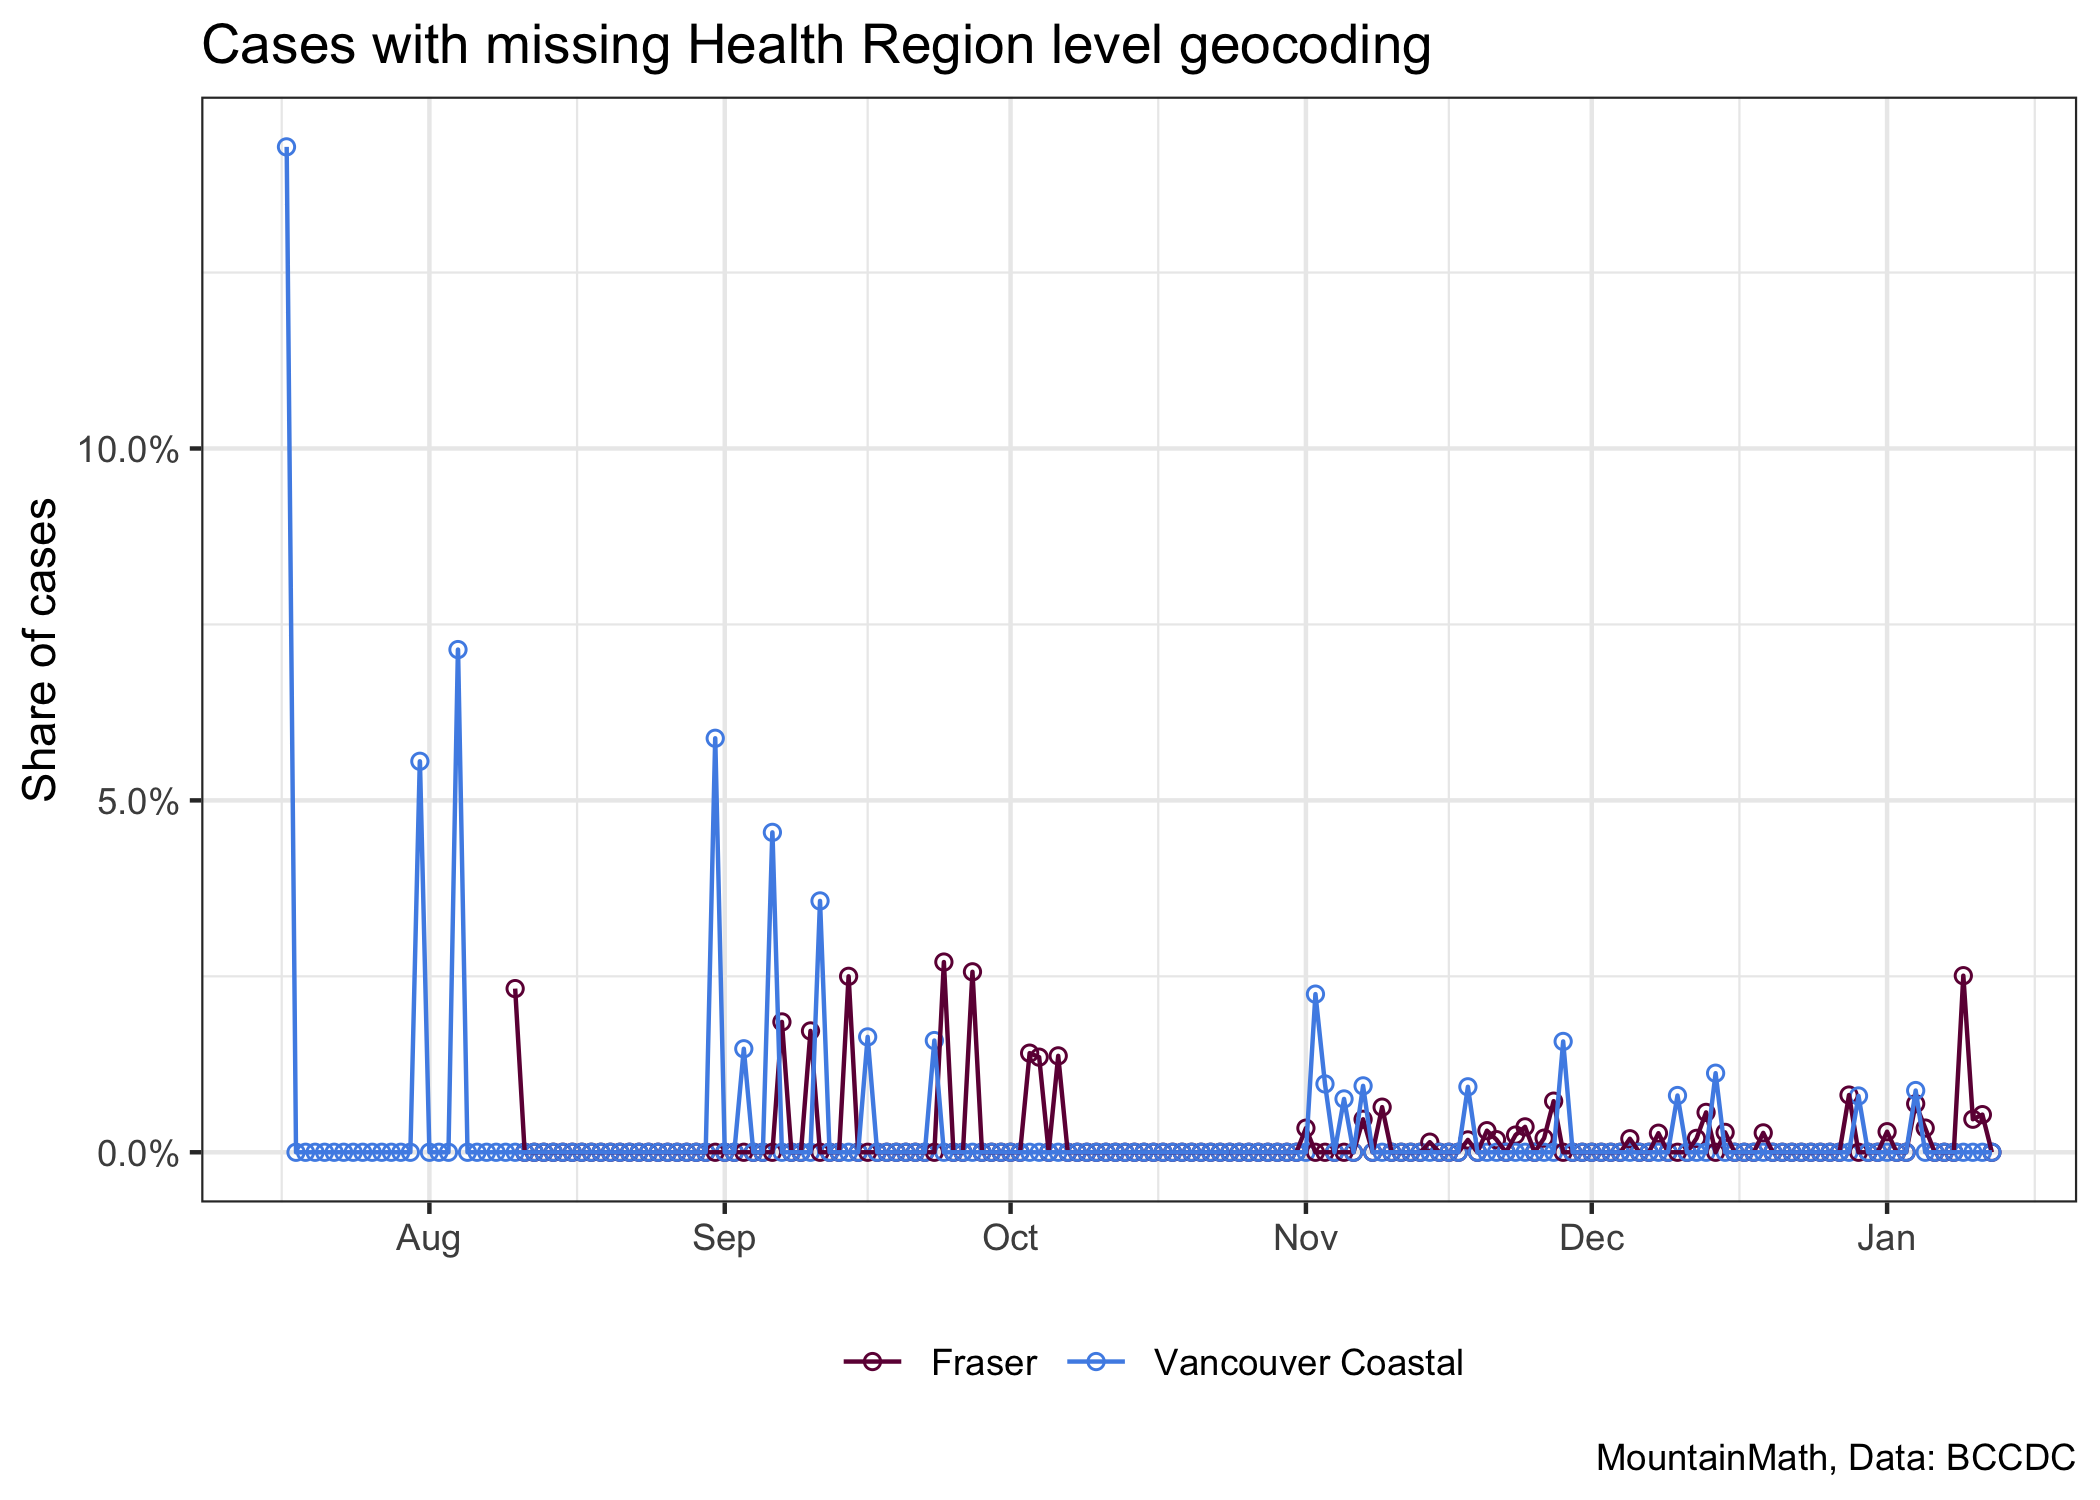 Cases with missing Health Region level geocoding
Share of cases
10.0%
5.0%
0.0%
Aug Sep Oct Nov Dec Jan
Fraser Vancouver Coastal
MountainMath, Data: BCCDC